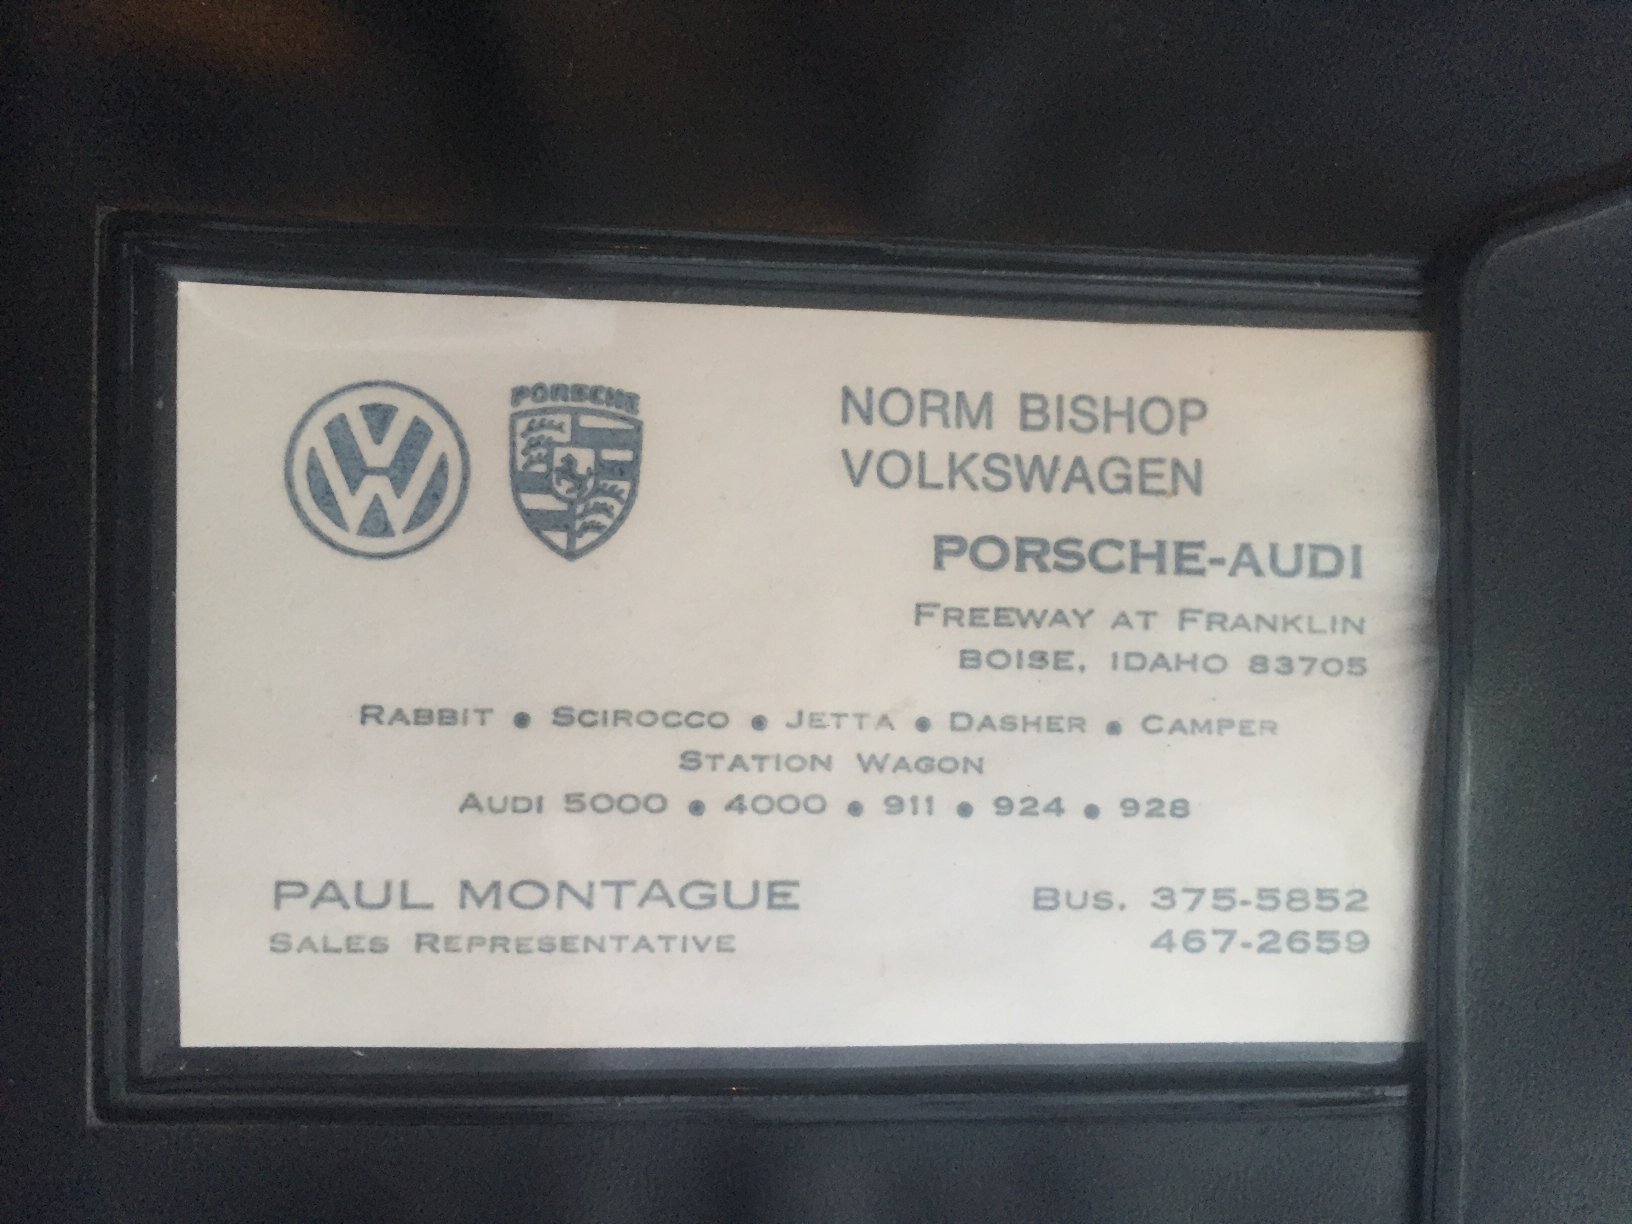 PORSCHE
NORM BISHOP
VOLKSWAGEN
PORSCHE-AUDI
FREEWAY AT FRANKLIN
BOISE, IDAHO 83705
RABBIT • SCIROCCO • JETTA • DASHER • CAMPER
STATION WAGON
AUDI 5000 • 4000 • 911 • 924 • 928
PAUL MONTAGUE
SALES REPRESENTATIVE
BUS. 375-5852
467-2659